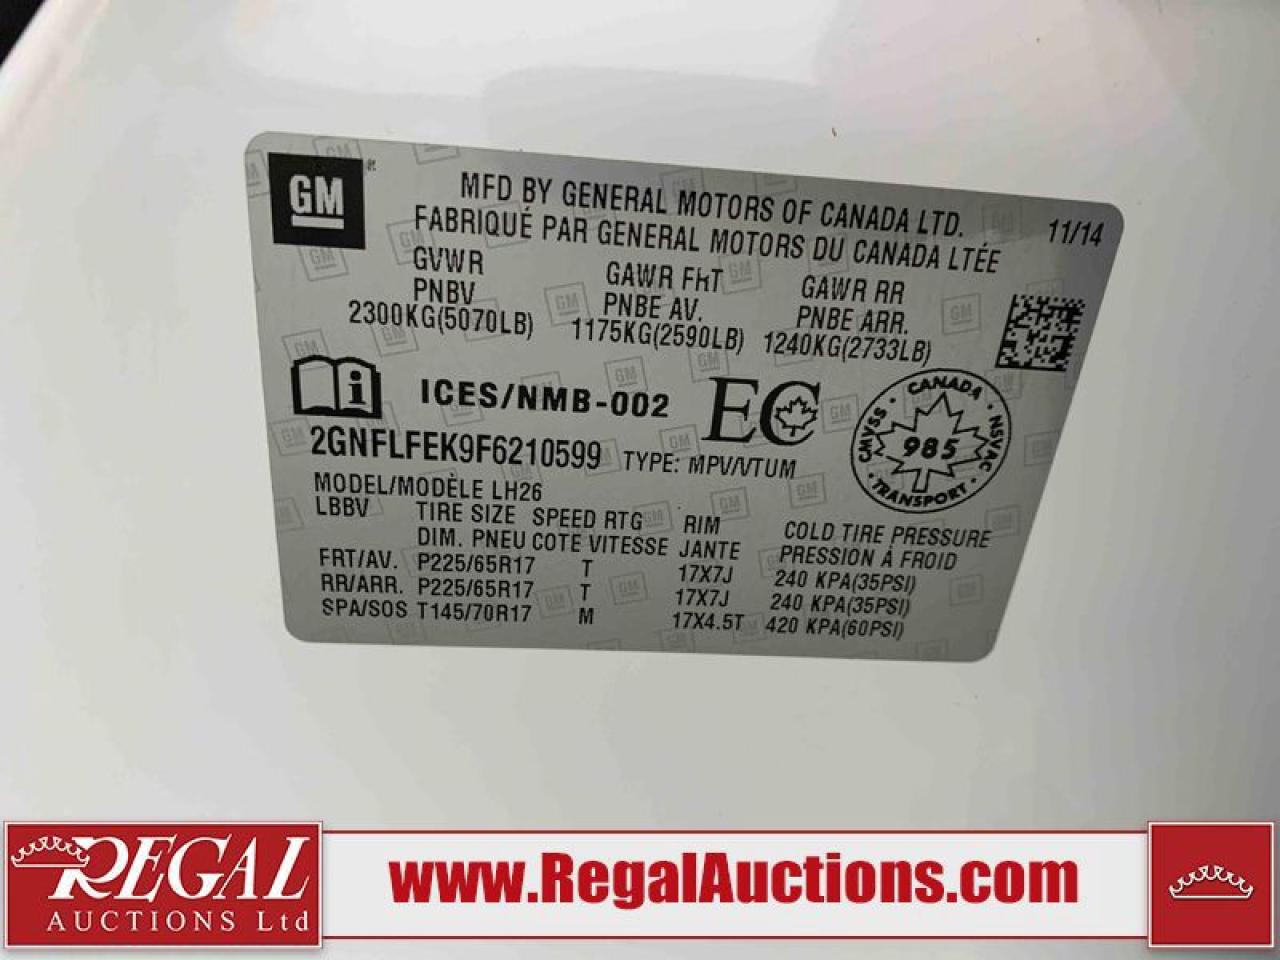 GM
MFD BY GENERAL MOTORS OF CANADA LTD.
FABRIQUÉ PAR GENERAL MOTORS DU CANADA LTÉE
11/14
GVWR GAWR FRT GAWR RR
PNBV PNBE AV. PNBE ARR.
2300KG(5070LB) 1175KG(2590LB) 1240KG(2733LB)
ICES/NMB-002 EC
CANADA · NSVAC · TRANSPORT · CMVSS ·
985
2GNFLFEK9F6210599 TYPE: MPV/VTUM
MODEL/MODÈLE LH26
LBBV TIRE SIZE SPEED RTG RIM COLD TIRE PRESSURE
DIM. PNEU COTE VITESSE JANTE PRESSION À FROID
FRT/AV. P225/65R17 T 17X7J 240 KPA(35PSI)
RR/ARR. P225/65R17 T 17X7J 240 KPA(35PSI)
SPA/SOS T145/70R17 M 17X4.5T 420 KPA(60PSI)
REGAL
AUCTIONS Ltd
www.RegalAuctions.com